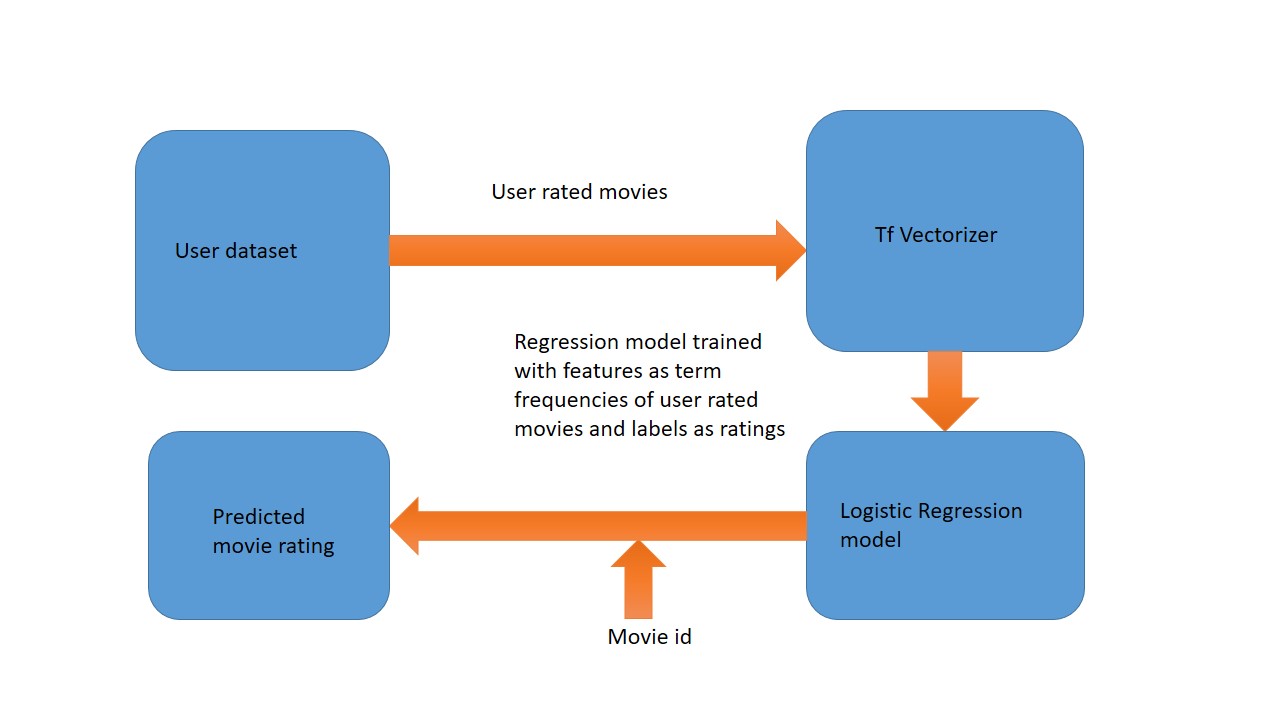 User rated movies
User dataset
Tf Vectorizer
Regression model trained
with features as term
frequencies of user rated
movies and labels as ratings
Predicted
movie rating
Logistic Regression
model
Movie id